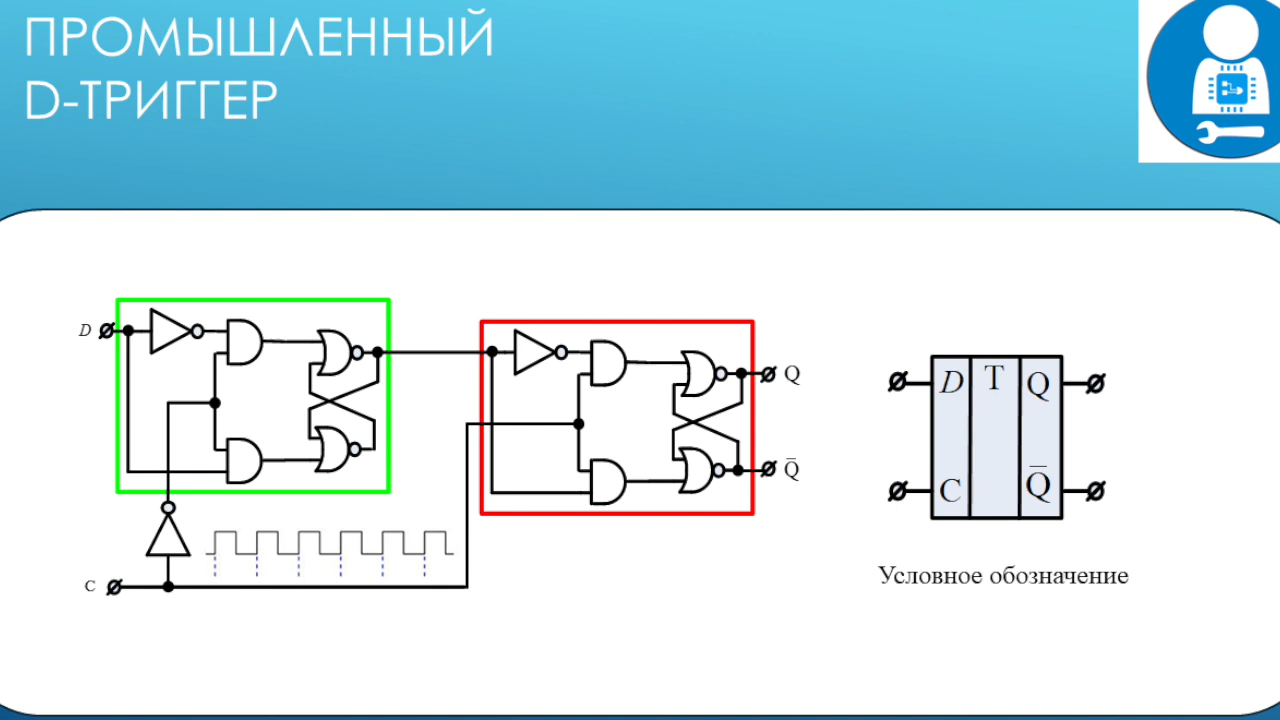 ПРОМЫШЛЕННЫЙ
D-ТРИГГЕР
D
Q
Q̅
C
D T Q
C Q̅
Условное обозначение